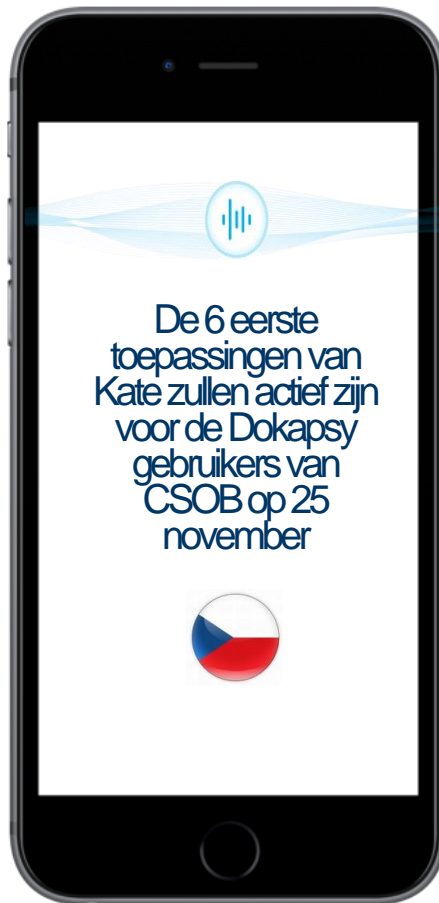 De 6 eerste
toepassingen van
Kate zullen actief zijn
voor de Dokapsy
gebruikers van
CSOB op 25
november